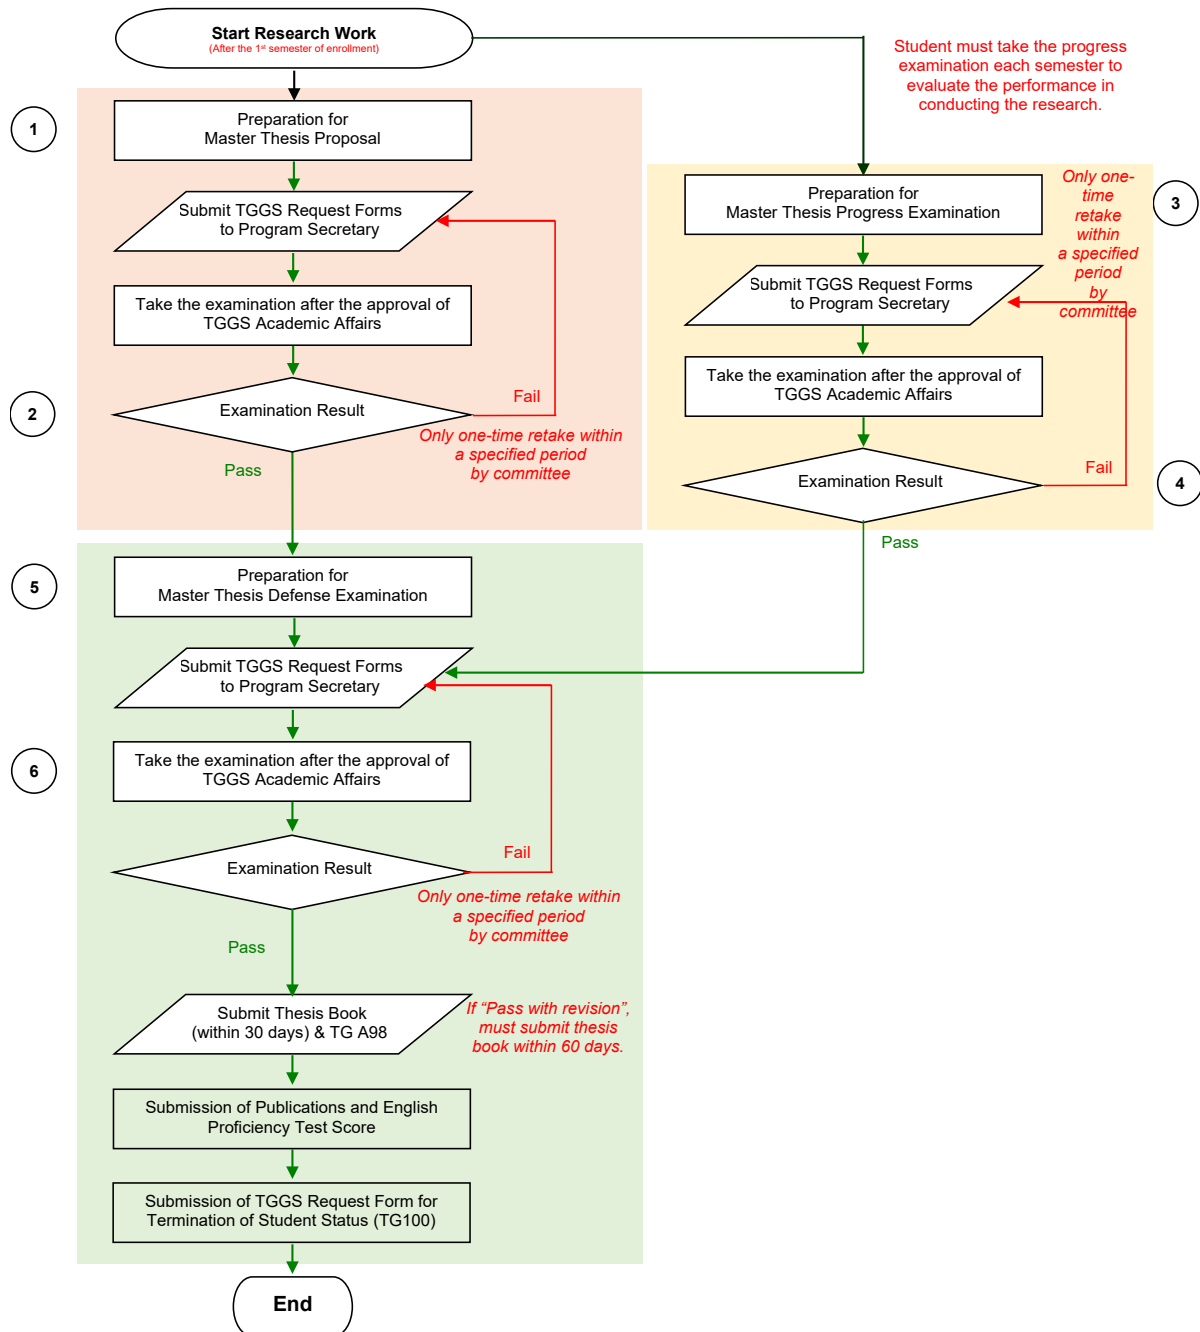 Start Research Work
(After the 1st semester of enrollment)
Student must take the progress
examination each semester to
evaluate the performance in
conducting the research.
1
Preparation for
Master Thesis Proposal
Submit TGGS Request Forms
to Program Secretary
Take the examination after the approval of
TGGS Academic Affairs
2
Examination Result
Fail
Only one-time retake within
a specified period
by committee
Pass
3
Preparation for
Master Thesis Progress Examination
Only one-
time
retake
within
a specified
period
by
committee
Submit TGGS Request Forms
to Program Secretary
Take the examination after the approval of
TGGS Academic Affairs
4
Examination Result
Fail
Pass
5
Preparation for
Master Thesis Defense Examination
Submit TGGS Request Forms
to Program Secretary
6
Take the examination after the approval of
TGGS Academic Affairs
Examination Result
Fail
Only one-time retake within
a specified period
by committee
Pass
Submit Thesis Book
(within 30 days) & TG A98
If “Pass with revision”,
must submit thesis
book within 60 days.
Submission of Publications and English
Proficiency Test Score
Submission of TGGS Request Form for
Termination of Student Status (TG100)
End